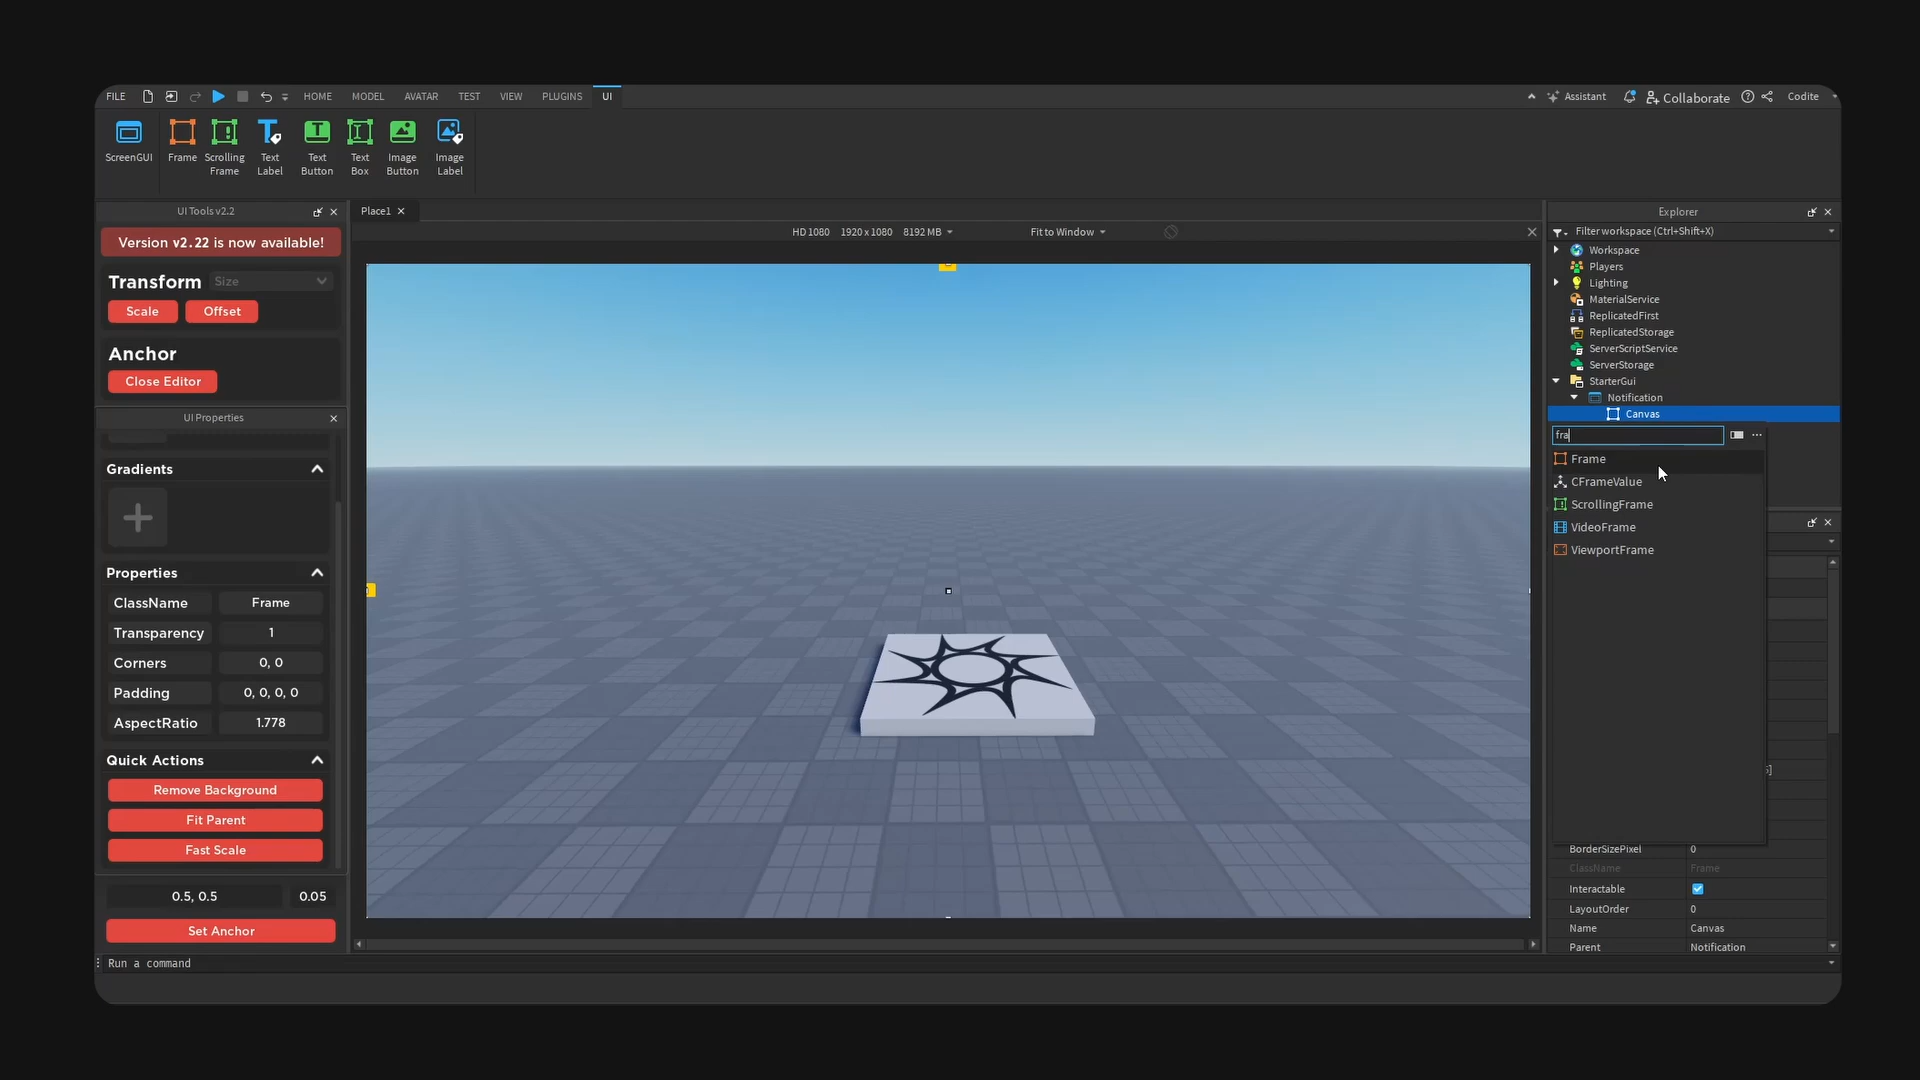 FILE HOME MODEL AVATAR TEST VIEW PLUGINS UI Assistant Collaborate Codite
ScreenGUI Frame Scrolling Frame Text Label Text Button Text Box Image Button Image Label
UI Tools v2.2
Version v2.22 is now available!
Transform Size
Scale Offset
Anchor
Close Editor
UI Properties
Gradients
Properties
ClassName Frame
Transparency 1
Corners 0, 0
Padding 0, 0, 0, 0
AspectRatio 1.778
Quick Actions
Remove Background
Fit Parent
Fast Scale
0.5, 0.5 0.05
Set Anchor
Run a command
Place1
HD 1080 1920 x 1080 8192 MB Fit to Window
Explorer
Filter workspace (Ctrl+Shift+X)
Workspace
Players
Lighting
MaterialService
ReplicatedFirst
ReplicatedStorage
ServerScriptService
ServerStorage
StarterGui
Notification
Canvas
fra
Frame
CFrameValue
ScrollingFrame
VideoFrame
ViewportFrame
BorderSizePixel 0
ClassName Frame
Interactable
LayoutOrder 0
Name Canvas
Parent Notification